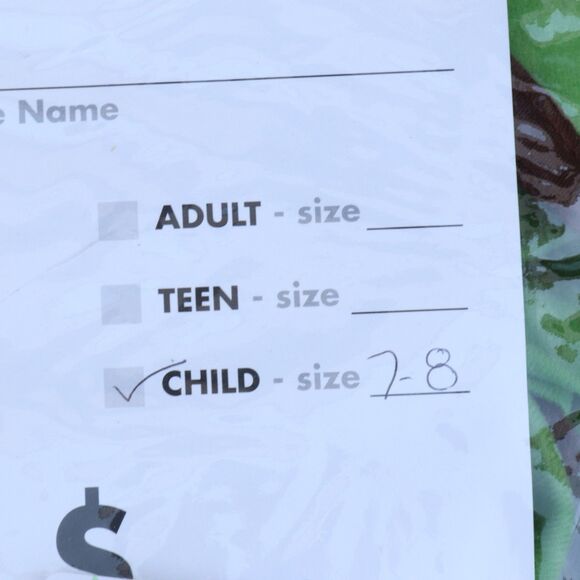 e Name
ADULT - size
TEEN - size
CHILD - size 7-8
$